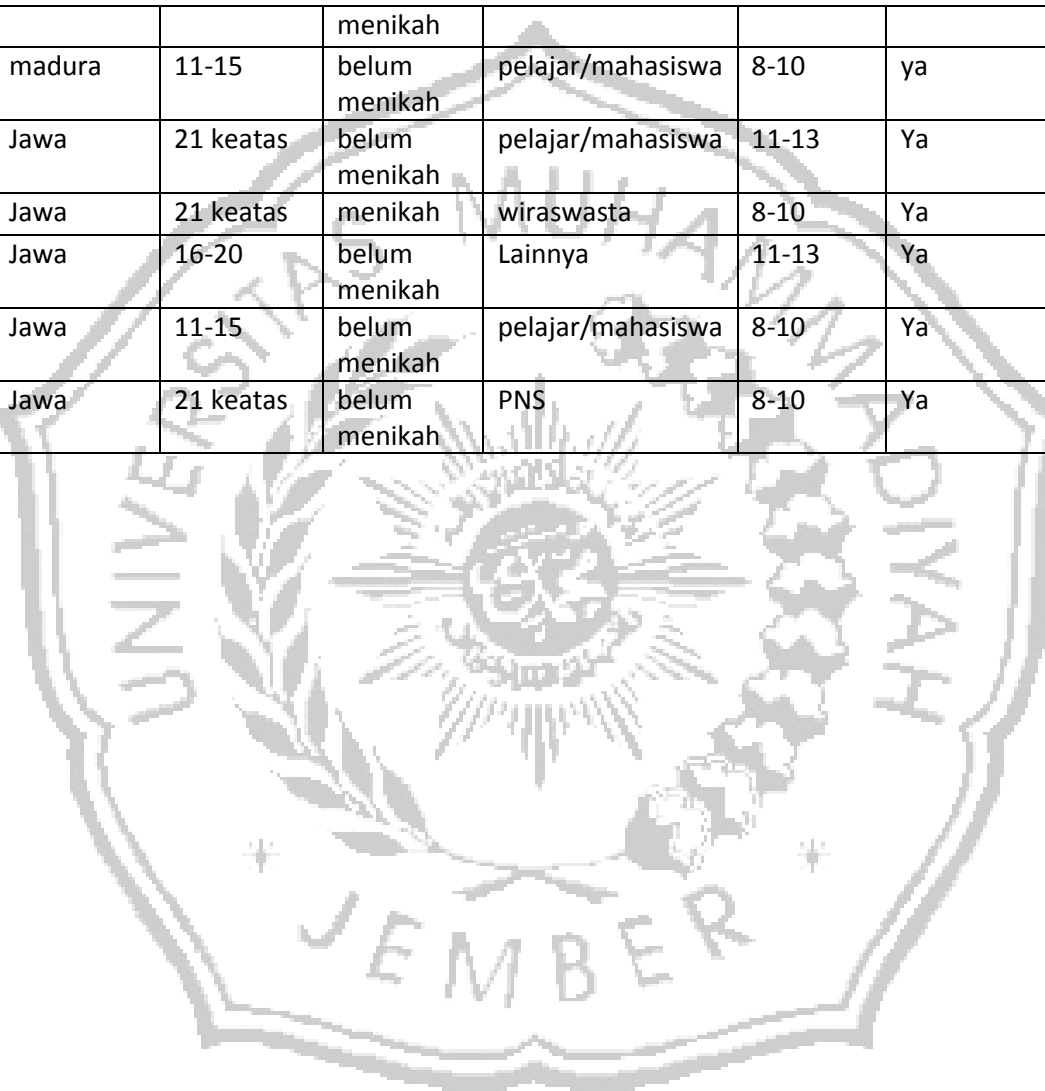 menikah
madura 11-15 belum pelajar/mahasiswa 8-10 ya
menikah
Jawa 21 keatas belum pelajar/mahasiswa 11-13 Ya
menikah
Jawa 21 keatas menikah wiraswasta 8-10 Ya
Jawa 16-20 belum Lainnya 11-13 Ya
menikah
Jawa 11-15 belum pelajar/mahasiswa 8-10 Ya
menikah
Jawa 21 keatas belum PNS 8-10 Ya
menikah
UNIVERSITAS MUHAMMADIYAH
JEMBER